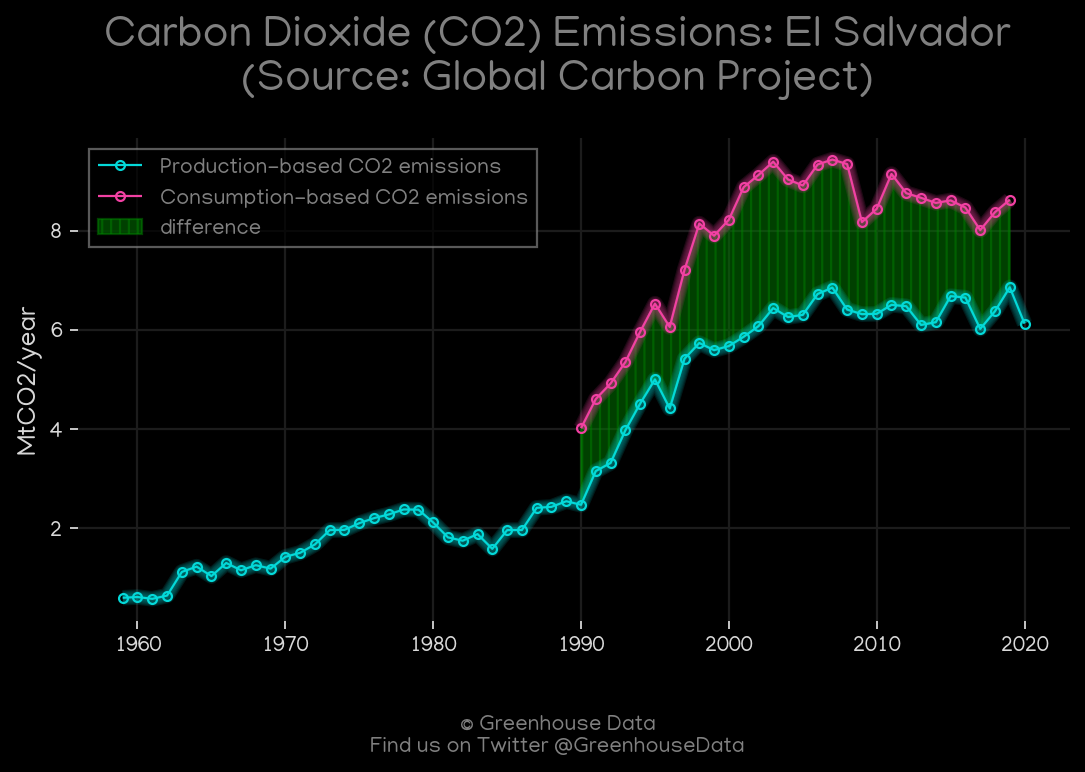 Carbon Dioxide (CO2) Emissions: El Salvador
(Source: Global Carbon Project)
Production-based CO2 emissions
Consumption-based CO2 emissions
difference
MtCO2/year
8
6
4
2
1960 1970 1980 1990 2000 2010 2020
© Greenhouse Data
Find us on Twitter @GreenhouseData